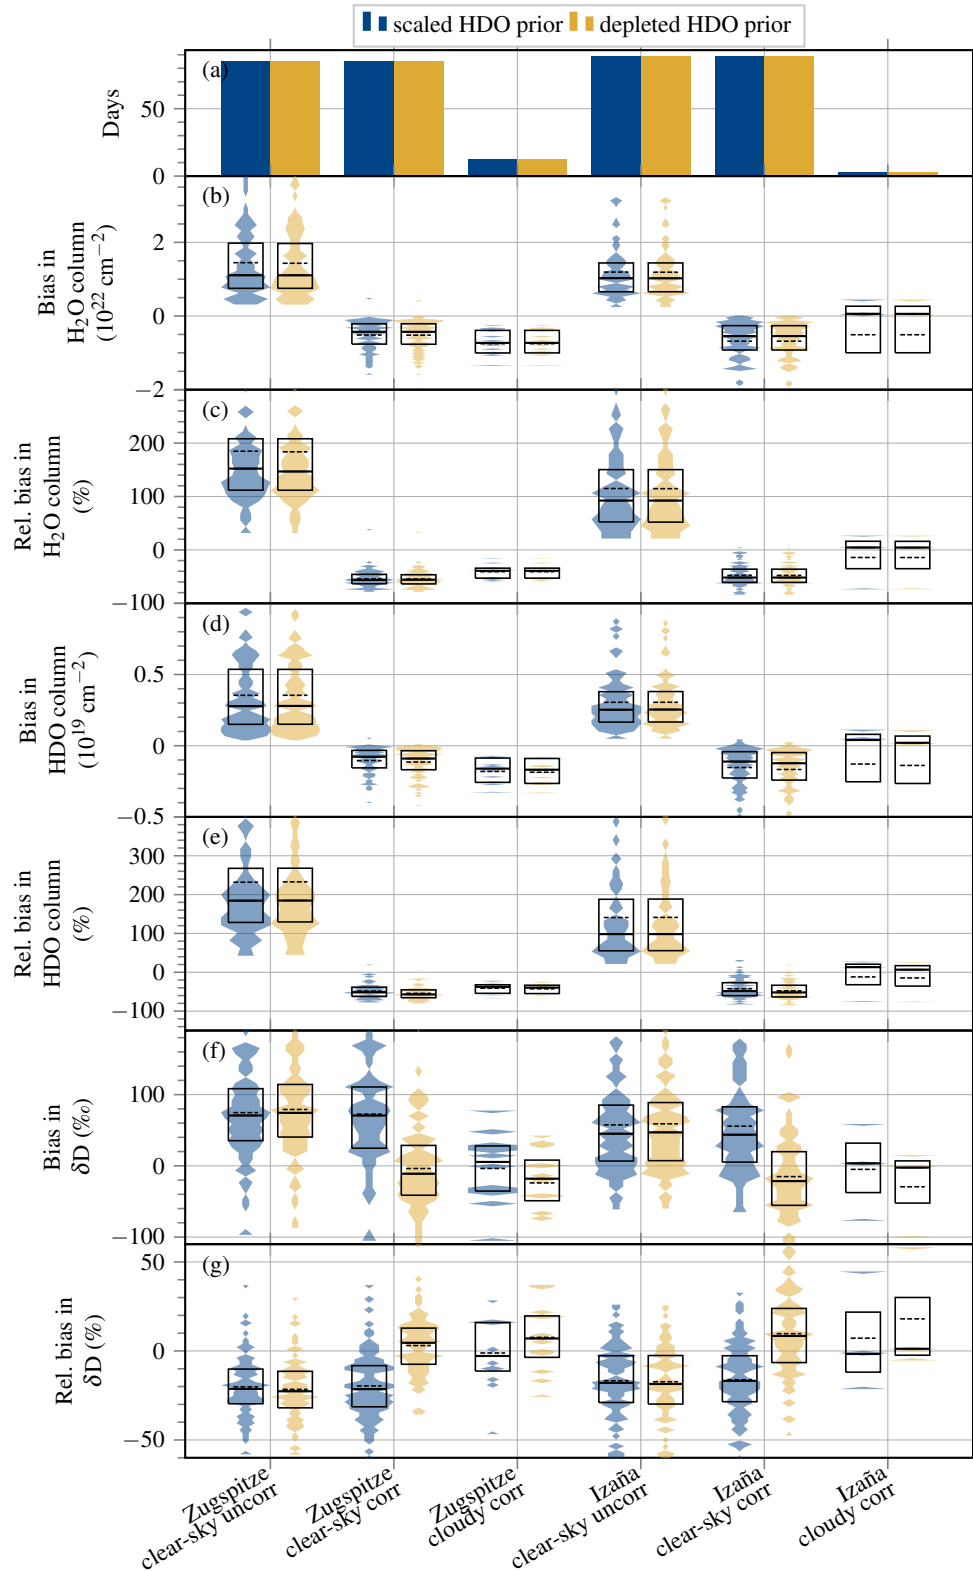 scaled HDO prior depleted HDO prior
(a)
Days
50
0
(b)
Bias in
H₂O column
(10²² cm⁻²)
2
0
−2
(c)
Rel. bias in
H₂O column
(%)
200
100
0
−100
(d)
Bias in
HDO column
(10¹⁹ cm⁻²)
0.5
0
−0.5
(e)
Rel. bias in
HDO column
(%)
300
200
100
0
−100
(f)
Bias in
δD (‰)
100
0
−100
(g)
Rel. bias in
δD (%)
50
0
−50
Zugspitze
clear-sky uncorr
Zugspitze
clear-sky corr
Zugspitze
cloudy corr
Izaña
clear-sky uncorr
Izaña
clear-sky corr
Izaña
cloudy corr